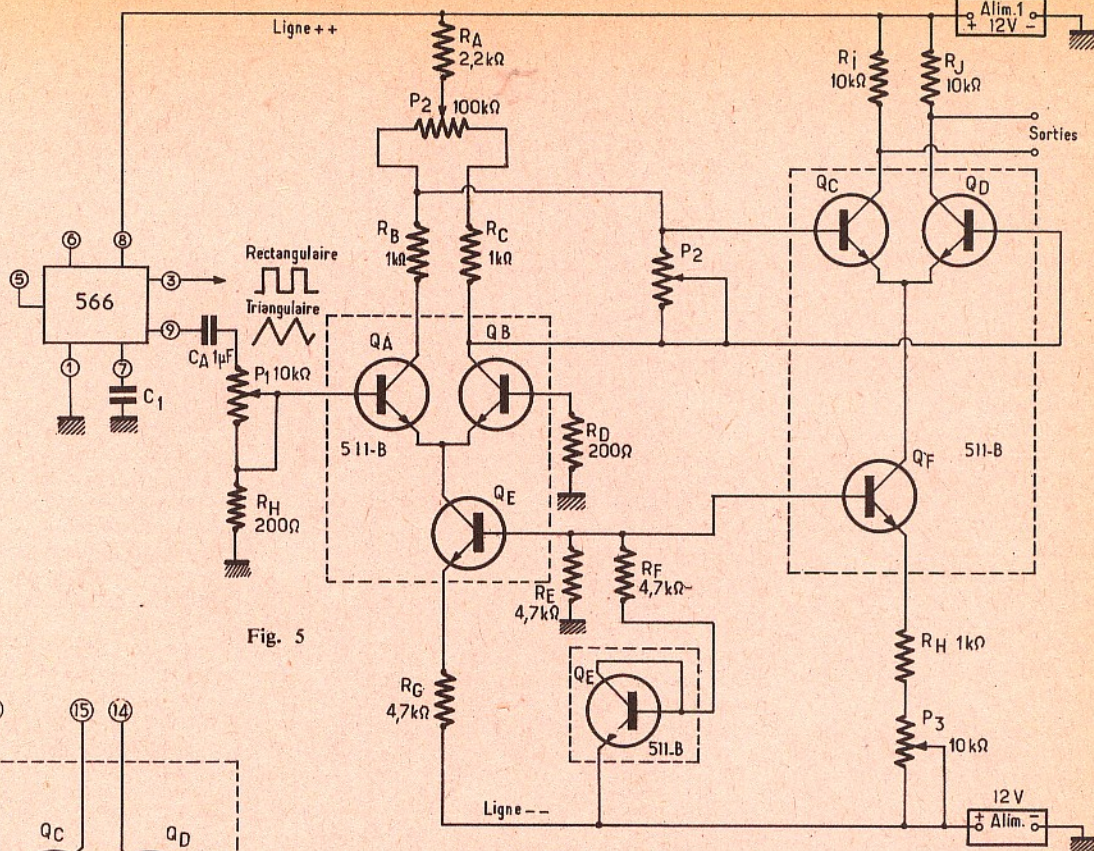 Ligne ++
Alim.1
+ 12V -
RA
2,2kΩ
P2 100kΩ
Ri
10kΩ
RJ
10kΩ
Sorties
QC
QD
RB
1kΩ
RC
1kΩ
P2
6
8
5
3
566
9
1
7
Rectangulaire
Triangulaire
CA 1µF
C1
P1 10kΩ
QA
QB
511-B
RD
200Ω
511-B
RH
200Ω
QE
QF
RE
4,7kΩ
RF
4,7kΩ
Fig. 5
RG
4,7kΩ
QE
511-B
RH 1kΩ
P3
10kΩ
15
14
Ligne --
12V
+ Alim. -
QC
QD